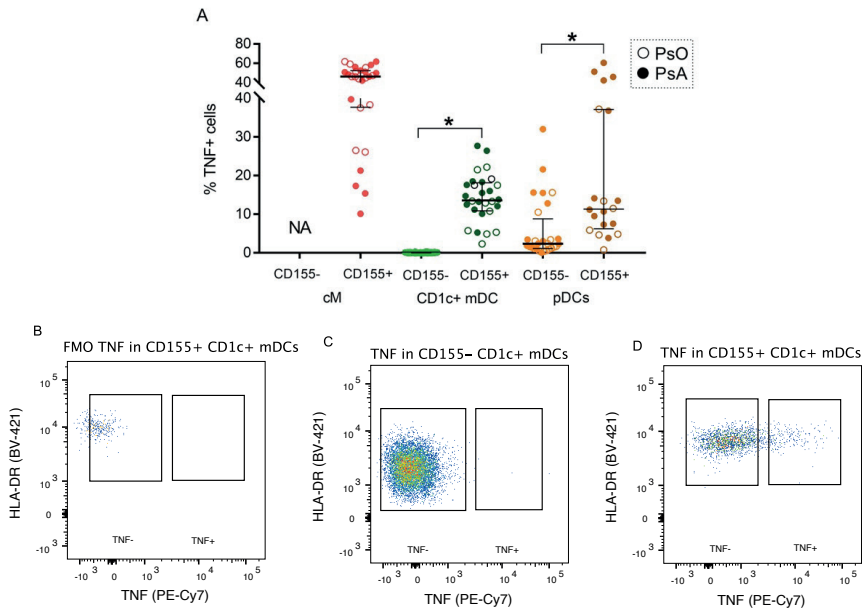 A
80
60
40
40
30
20
10
0
% TNF+ cells
NA
*
*
PsO
PsA
CD155- CD155+ CD155- CD155+ CD155- CD155+
cM CD1c+ mDC pDCs
B
FMO TNF in CD155+ CD1c+ mDCs
HLA-DR (BV-421)
10 5
10 4
10 3
0
-10 3
TNF- TNF+
-10 3 0 10 4 10 5
TNF (PE-Cy7)
C
TNF in CD155− CD1c+ mDCs
HLA-DR (BV-421)
10 5
10 4
10 3
0
-10 3
TNF- TNF+
-10 3 0 10 4 10 5
TNF (PE-Cy7)
D
TNF in CD155+ CD1c+ mDCs
HLA-DR (BV-421)
10 5
10 4
10 3
0
-10 3
TNF- TNF+
-10 3 0 10 4 10 5
TNF (PE-Cy7)